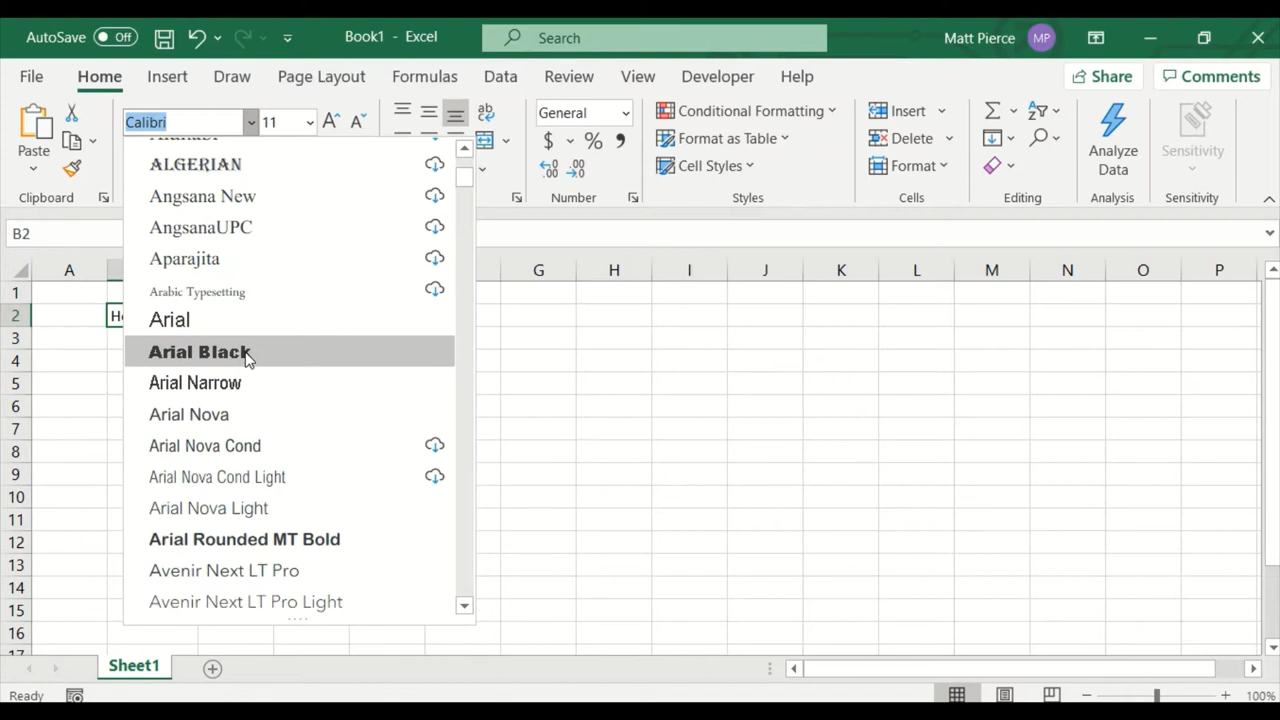 AutoSave Off Book1 - Excel Search Matt Pierce MP
File Home Insert Draw Page Layout Formulas Data Review View Developer Help Share Comments
Paste
Clipboard
Calibri 11
General
$ % ,
Number
Conditional Formatting
Format as Table
Cell Styles
Styles
Insert
Delete
Format
Cells
Editing
Analyze
Data
Analysis
Sensitivity
Sensitivity
B2
ALGERIAN
Angsana New
AngsanaUPC
Aparajita
Arabic Typesetting
Arial
Arial Black
Arial Narrow
Arial Nova
Arial Nova Cond
Arial Nova Cond Light
Arial Nova Light
Arial Rounded MT Bold
Avenir Next LT Pro
Avenir Next LT Pro Light
A G H I J K L M N O P
1
2
3
4
5
6
7
8
9
10
11
12
13
14
15
16
17
Sheet1
Ready 100%